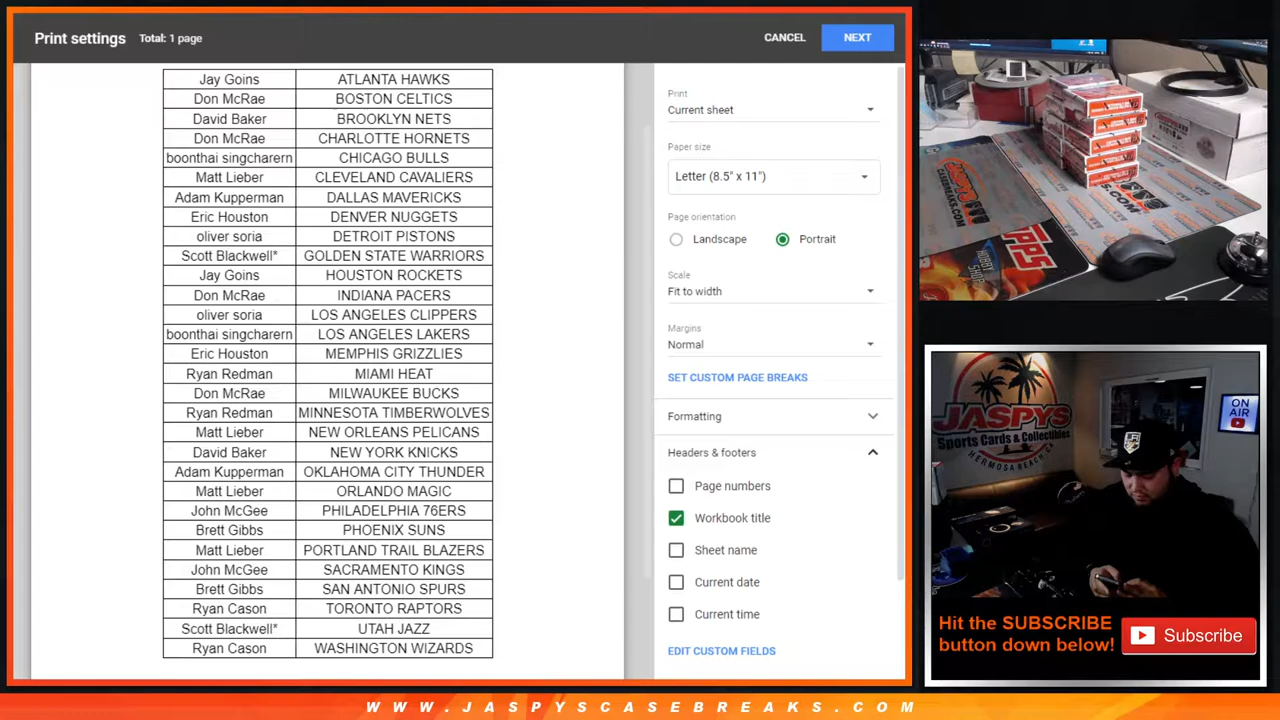 Print settings Total: 1 page CANCEL NEXT
Jay Goins ATLANTA HAWKS
Don McRae BOSTON CELTICS
David Baker BROOKLYN NETS
Don McRae CHARLOTTE HORNETS
boonthai singcharern CHICAGO BULLS
Matt Lieber CLEVELAND CAVALIERS
Adam Kupperman DALLAS MAVERICKS
Eric Houston DENVER NUGGETS
oliver soria DETROIT PISTONS
Scott Blackwell* GOLDEN STATE WARRIORS
Jay Goins HOUSTON ROCKETS
Don McRae INDIANA PACERS
oliver soria LOS ANGELES CLIPPERS
boonthai singcharern LOS ANGELES LAKERS
Eric Houston MEMPHIS GRIZZLIES
Ryan Redman MIAMI HEAT
Don McRae MILWAUKEE BUCKS
Ryan Redman MINNESOTA TIMBERWOLVES
Matt Lieber NEW ORLEANS PELICANS
David Baker NEW YORK KNICKS
Adam Kupperman OKLAHOMA CITY THUNDER
Matt Lieber ORLANDO MAGIC
John McGee PHILADELPHIA 76ERS
Brett Gibbs PHOENIX SUNS
Matt Lieber PORTLAND TRAIL BLAZERS
John McGee SACRAMENTO KINGS
Brett Gibbs SAN ANTONIO SPURS
Ryan Cason TORONTO RAPTORS
Scott Blackwell* UTAH JAZZ
Ryan Cason WASHINGTON WIZARDS
Print
Current sheet
Paper size
Letter (8.5" x 11")
Page orientation
Landscape Portrait
Scale
Fit to width
Margins
Normal
SET CUSTOM PAGE BREAKS
Formatting
Headers & footers
Page numbers
Workbook title
Sheet name
Current date
Current time
EDIT CUSTOM FIELDS
JASPYS
CASEBREAKS.COM
TOPPS
HOBBY
SHOP
JASPYS
Sports Cards & Collectibles
HERMOSA BEACH, CA
ON
AIR
Hit the SUBSCRIBE
button down below!
Subscribe
WWW.JASPYSCASEBREAKS.COM